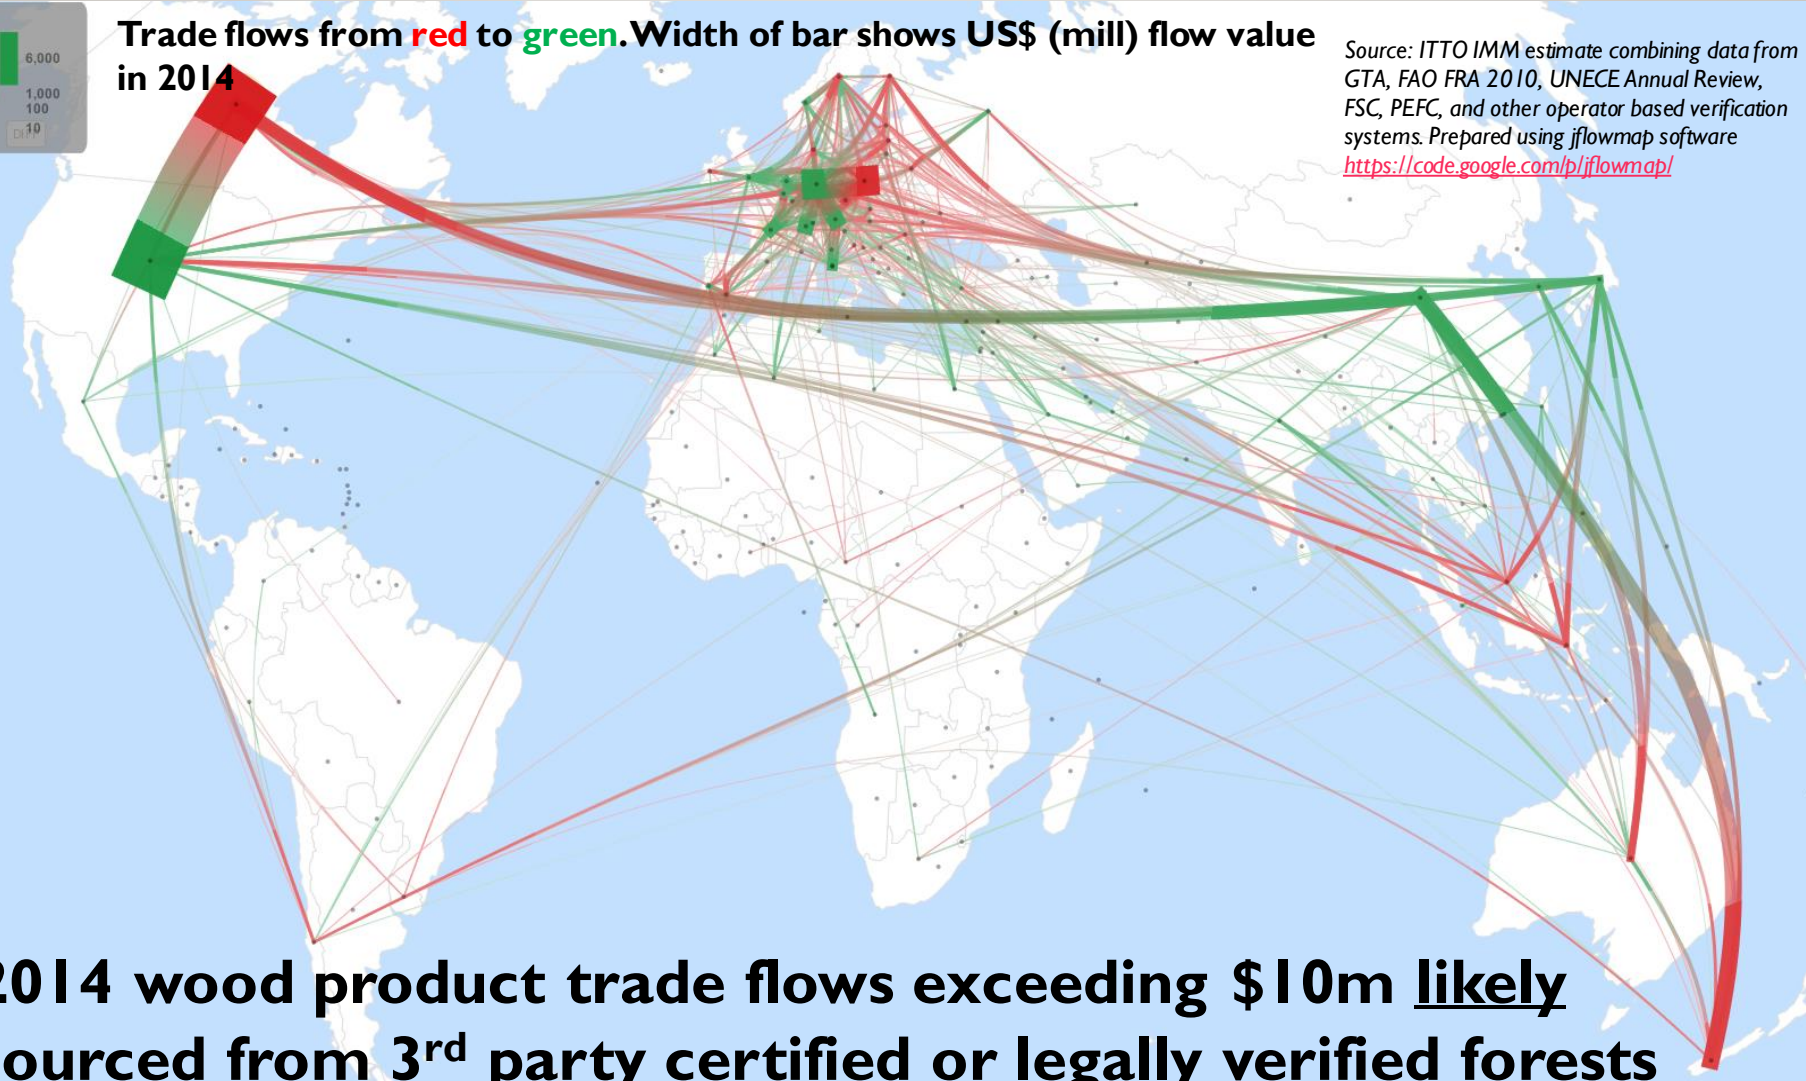 Trade flows from red to green. Width of bar shows US$ (mill) flow value
in 2014
6,000
1,000
100
10
Source: ITTO IMM estimate combining data from
GTA, FAO FRA 2010, UNECE Annual Review,
FSC, PEFC, and other operator based verification
systems. Prepared using jflowmap software
https://code.google.com/p/jflowmap/
2014 wood product trade flows exceeding $10m likely
ourced from 3rd party certified or legally verified forests